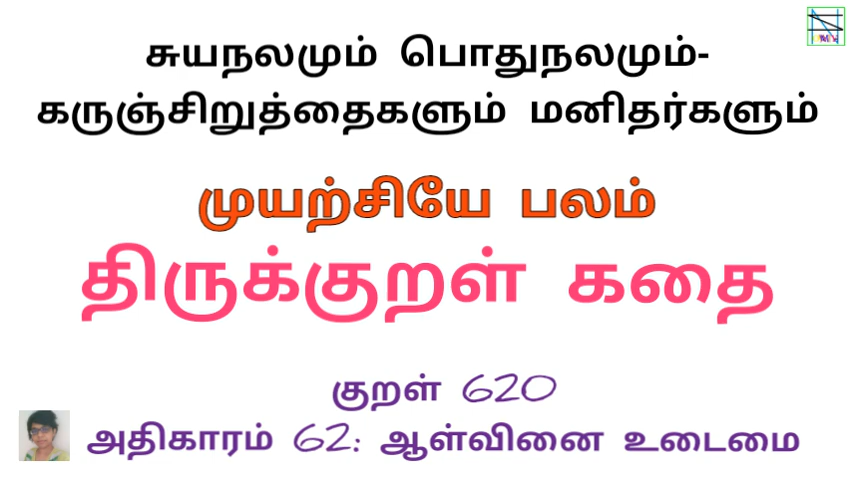 சுயநலமும் பொதுநலமும்-
கருஞ்சிறுத்தைகளும் மனிதர்களும்
முயற்சியே பலம்
திருக்குறள் கதை
குறள் 620
அதிகாரம் 62: ஆள்வினை உடைமை